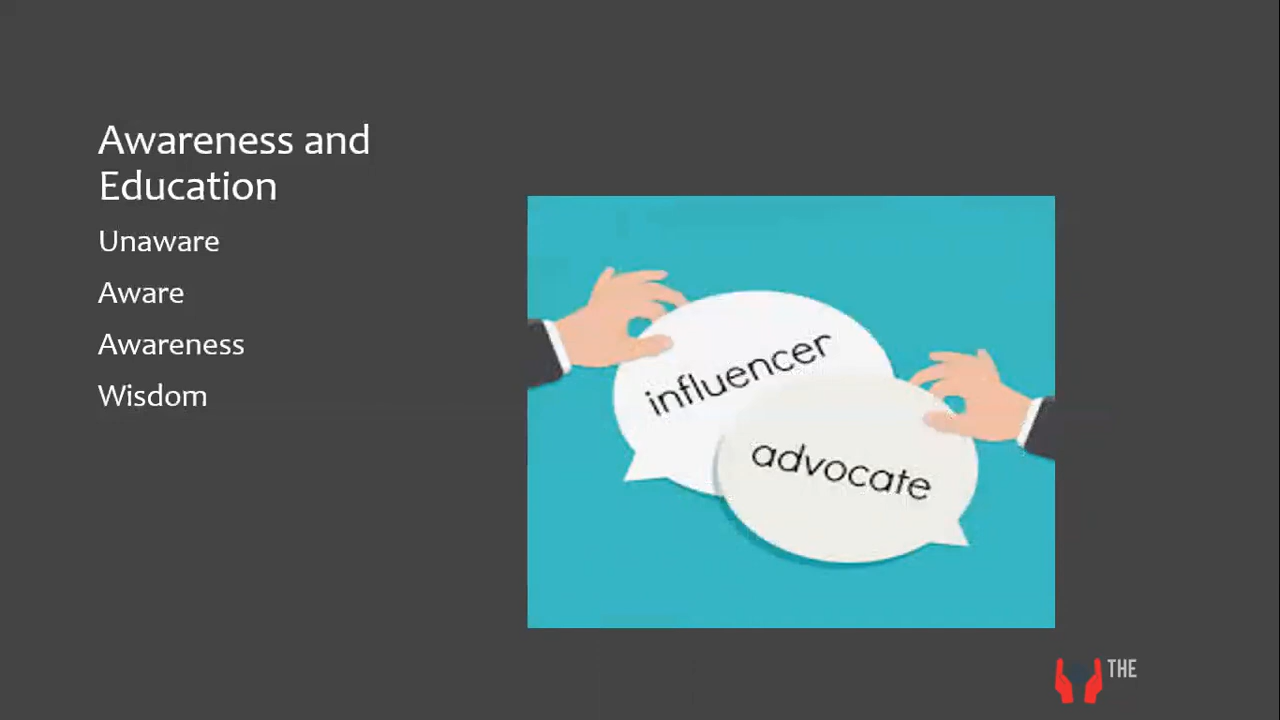 Awareness and
Education
Unaware
Aware
Awareness
Wisdom
influencer
advocate
THE